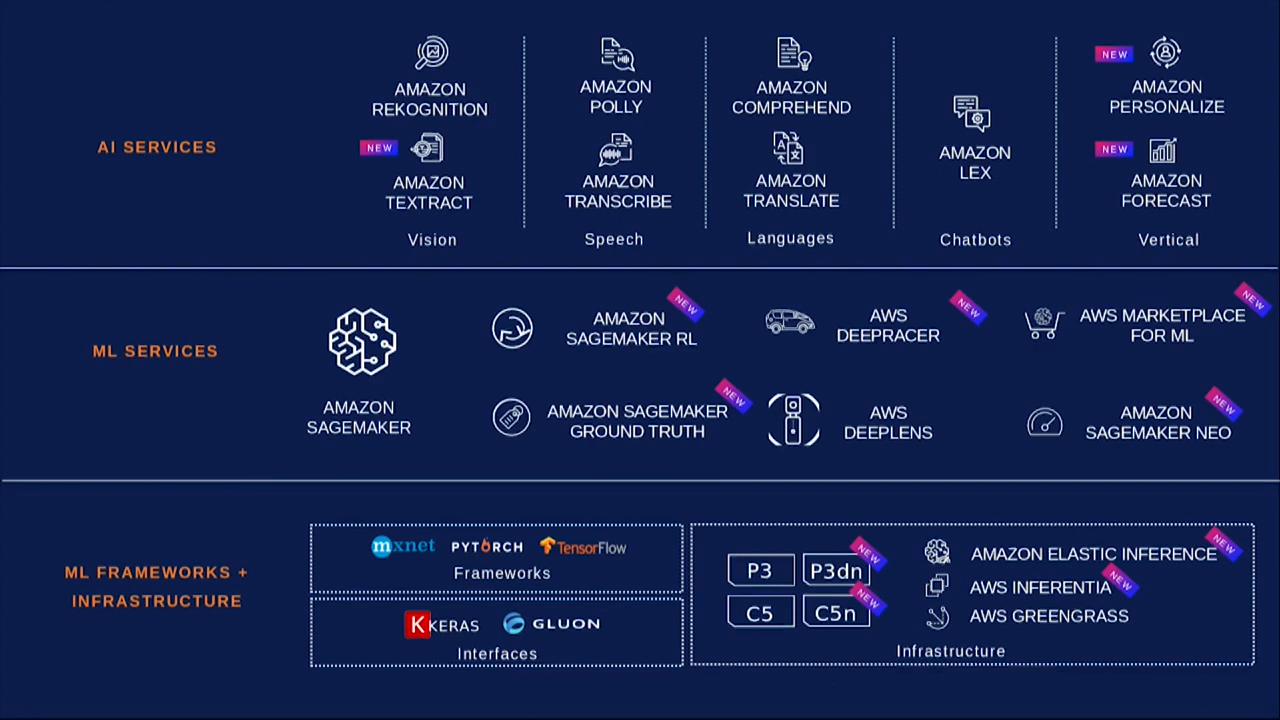 AI SERVICES
AMAZON
REKOGNITION
NEW
AMAZON
TEXTRACT
Vision
AMAZON
POLLY
AMAZON
TRANSCRIBE
Speech
AMAZON
COMPREHEND
AMAZON
TRANSLATE
Languages
AMAZON
LEX
Chatbots
NEW
AMAZON
PERSONALIZE
NEW
AMAZON
FORECAST
Vertical
ML SERVICES
AMAZON
SAGEMAKER
NEW
AMAZON
SAGEMAKER RL
NEW
AMAZON SAGEMAKER
GROUND TRUTH
NEW
AWS
DEEPRACER
AWS
DEEPLENS
NEW
AWS MARKETPLACE
FOR ML
NEW
AMAZON
SAGEMAKER NEO
ML FRAMEWORKS +
INFRASTRUCTURE
mxnet PYTORCH TensorFlow
Frameworks
K KERAS GLUON
Interfaces
P3 P3dn NEW
C5 C5n NEW
AMAZON ELASTIC INFERENCE NEW
AWS INFERENTIA NEW
AWS GREENGRASS
Infrastructure